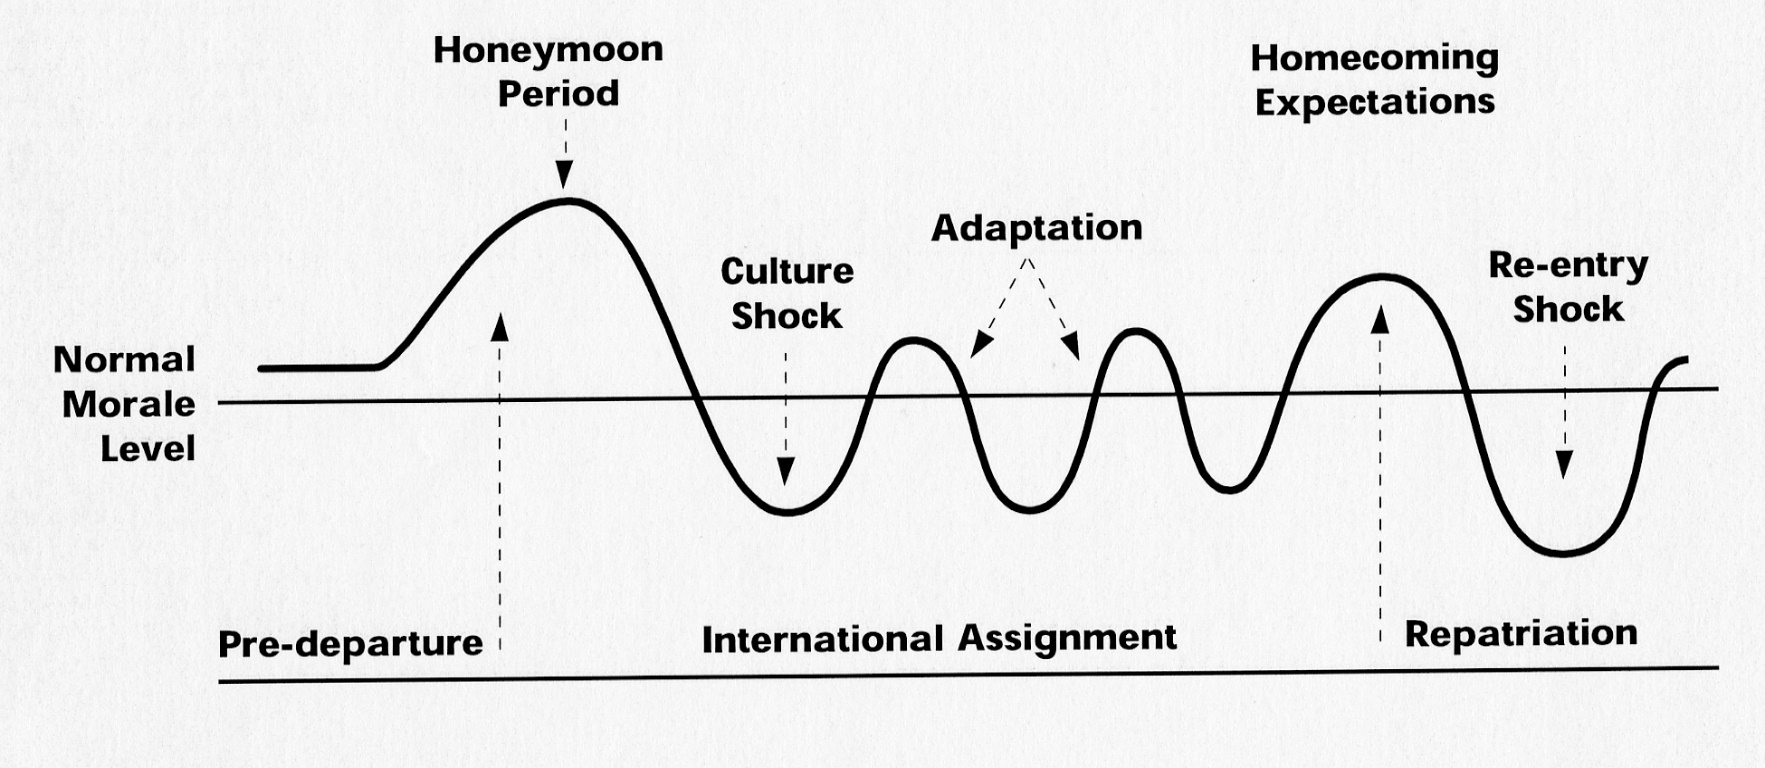 Honeymoon
Period
Homecoming
Expectations
Adaptation
Culture
Shock
Re-entry
Shock
Normal
Morale
Level
Pre-departure
International Assignment
Repatriation